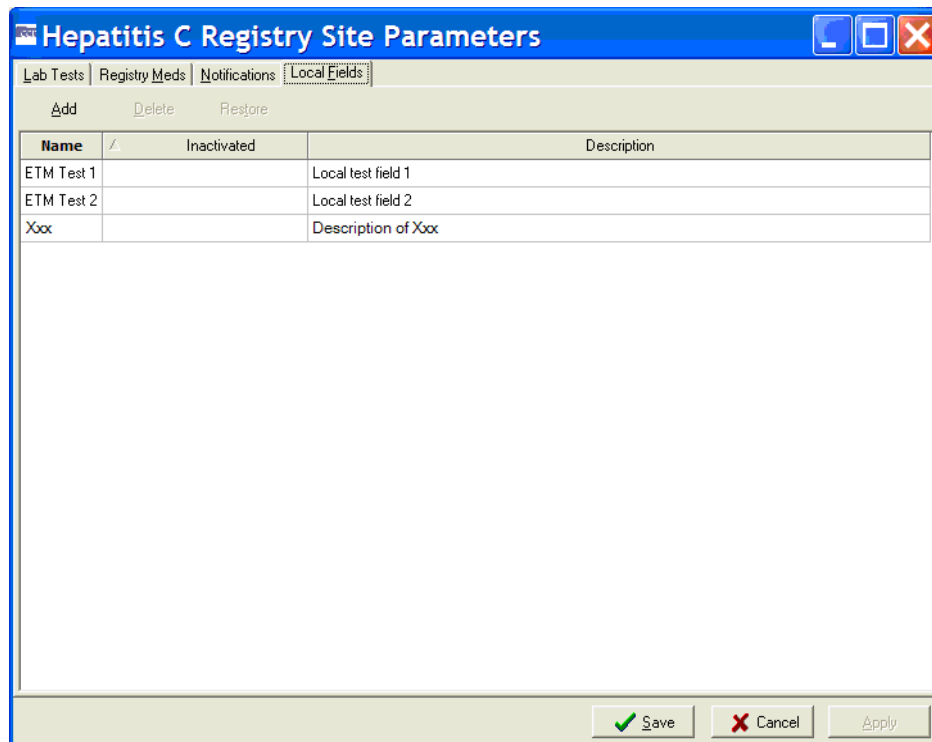 Hepatitis C Registry Site Parameters
Lab Tests Registry Meds Notifications Local Fields
Add Delete Restore
Name Inactivated Description
ETM Test 1 Local test field 1
ETM Test 2 Local test field 2
Xxx Description of Xxx
Save Cancel Apply